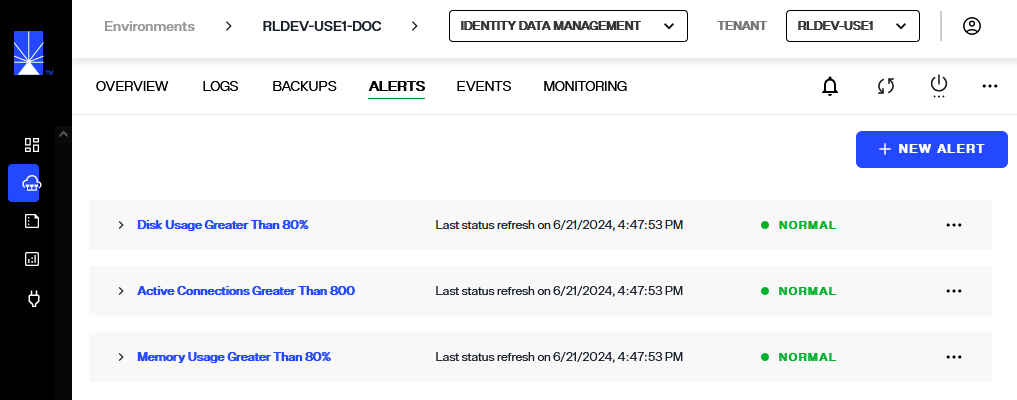 Environments > RLDEV-USE1-DOC > IDENTITY DATA MANAGEMENT TENANT RLDEV-USE1
TM
OVERVIEW LOGS BACKUPS ALERTS EVENTS MONITORING
+ NEW ALERT
Disk Usage Greater Than 80% Last status refresh on 6/21/2024, 4:47:53 PM NORMAL
Active Connections Greater Than 800 Last status refresh on 6/21/2024, 4:47:53 PM NORMAL
Memory Usage Greater Than 80% Last status refresh on 6/21/2024, 4:47:53 PM NORMAL